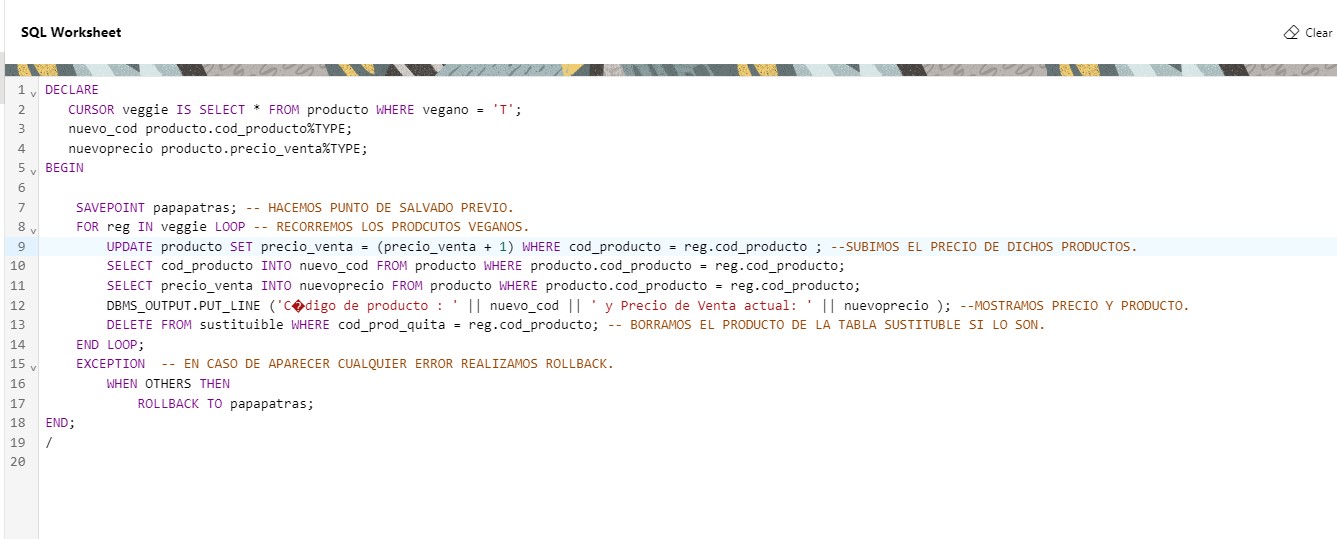 SQL Worksheet
Clear
1 DECLARE
2 CURSOR veggie IS SELECT * FROM producto WHERE vegano = 'T';
3 nuevo_cod producto.cod_producto%TYPE;
4 nuevoprecio producto.precio_venta%TYPE;
5 BEGIN
6
7 SAVEPOINT papapatras; -- HACEMOS PUNTO DE SALVADO PREVIO.
8 FOR reg IN veggie LOOP -- RECORREMOS LOS PRODCUTOS VEGANOS.
9 UPDATE producto SET precio_venta = (precio_venta + 1) WHERE cod_producto = reg.cod_producto ; --SUBIMOS EL PRECIO DE DICHOS PRODUCTOS.
10 SELECT cod_producto INTO nuevo_cod FROM producto WHERE producto.cod_producto = reg.cod_producto;
11 SELECT precio_venta INTO nuevoprecio FROM producto WHERE producto.cod_producto = reg.cod_producto;
12 DBMS_OUTPUT.PUT_LINE ('C�digo de producto : ' || nuevo_cod || ' y Precio de Venta actual: ' || nuevoprecio ); --MOSTRAMOS PRECIO Y PRODUCTO.
13 DELETE FROM sustituible WHERE cod_prod_quita = reg.cod_producto; -- BORRAMOS EL PRODUCTO DE LA TABLA SUSTITUBLE SI LO SON.
14 END LOOP;
15 EXCEPTION -- EN CASO DE APARECER CUALQUIER ERROR REALIZAMOS ROLLBACK.
16 WHEN OTHERS THEN
17 ROLLBACK TO papapatras;
18 END;
19 /
20